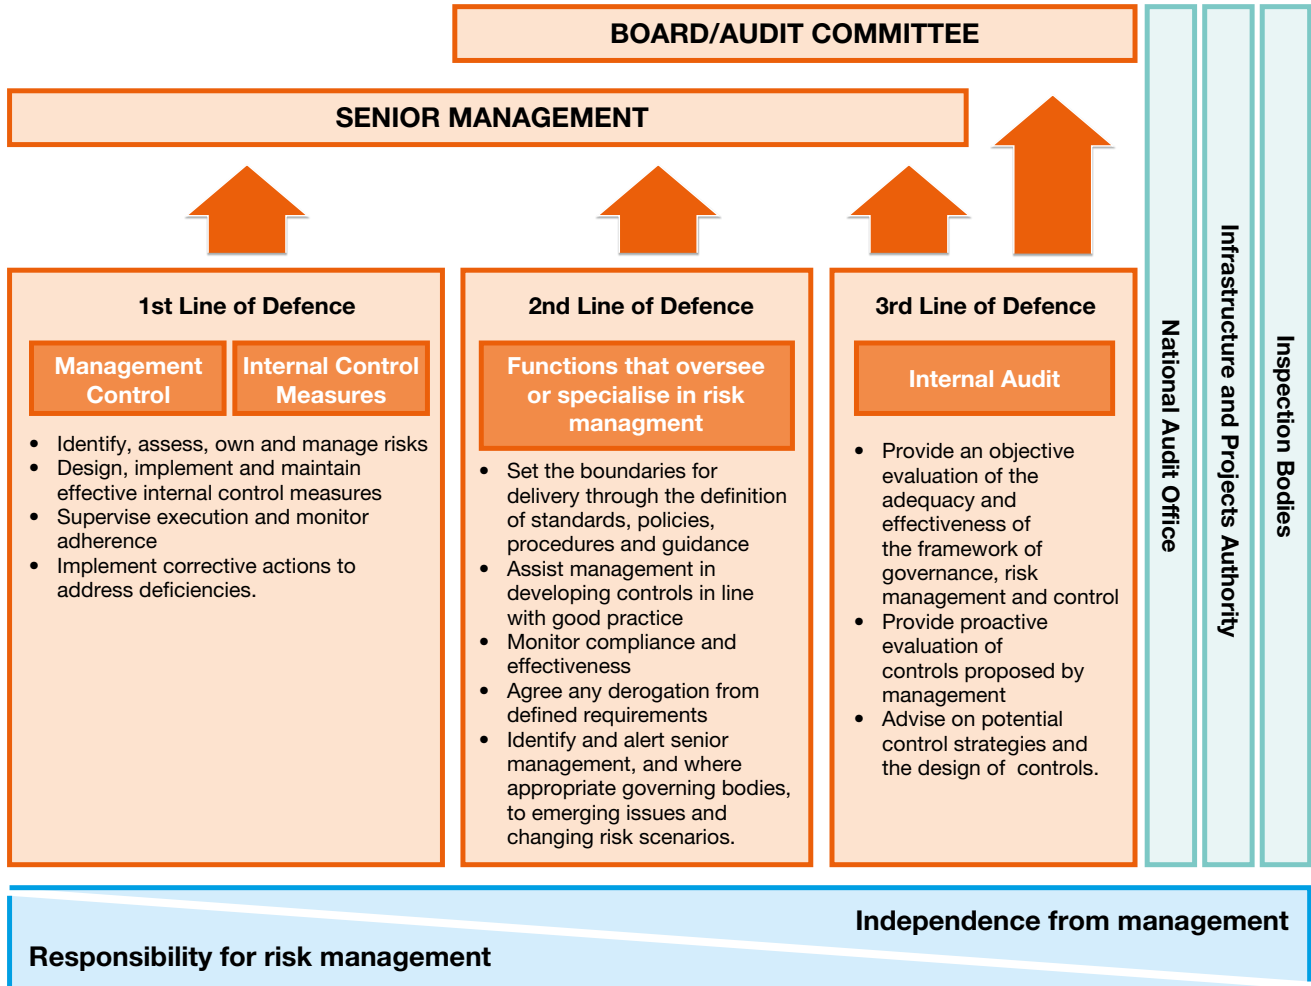 BOARD/AUDIT COMMITTEE
SENIOR MANAGEMENT
1st Line of Defence
Management
Control
Internal Control
Measures
• Identify, assess, own and manage risks
• Design, implement and maintain
effective internal control measures
• Supervise execution and monitor
adherence
• Implement corrective actions to
address deficiencies.
2nd Line of Defence
Functions that oversee
or specialise in risk
managment
• Set the boundaries for
delivery through the definition
of standards, policies,
procedures and guidance
• Assist management in
developing controls in line
with good practice
• Monitor compliance and
effectiveness
• Agree any derogation from
defined requirements
• Identify and alert senior
management, and where
appropriate governing bodies,
to emerging issues and
changing risk scenarios.
3rd Line of Defence
Internal Audit
• Provide an objective
evaluation of the
adequacy and
effectiveness of
the framework of
governance, risk
management and control
• Provide proactive
evaluation of
controls proposed by
management
• Advise on potential
control strategies and
the design of controls.
National Audit Office
Infrastructure and Projects Authority
Inspection Bodies
Independence from management
Responsibility for risk management